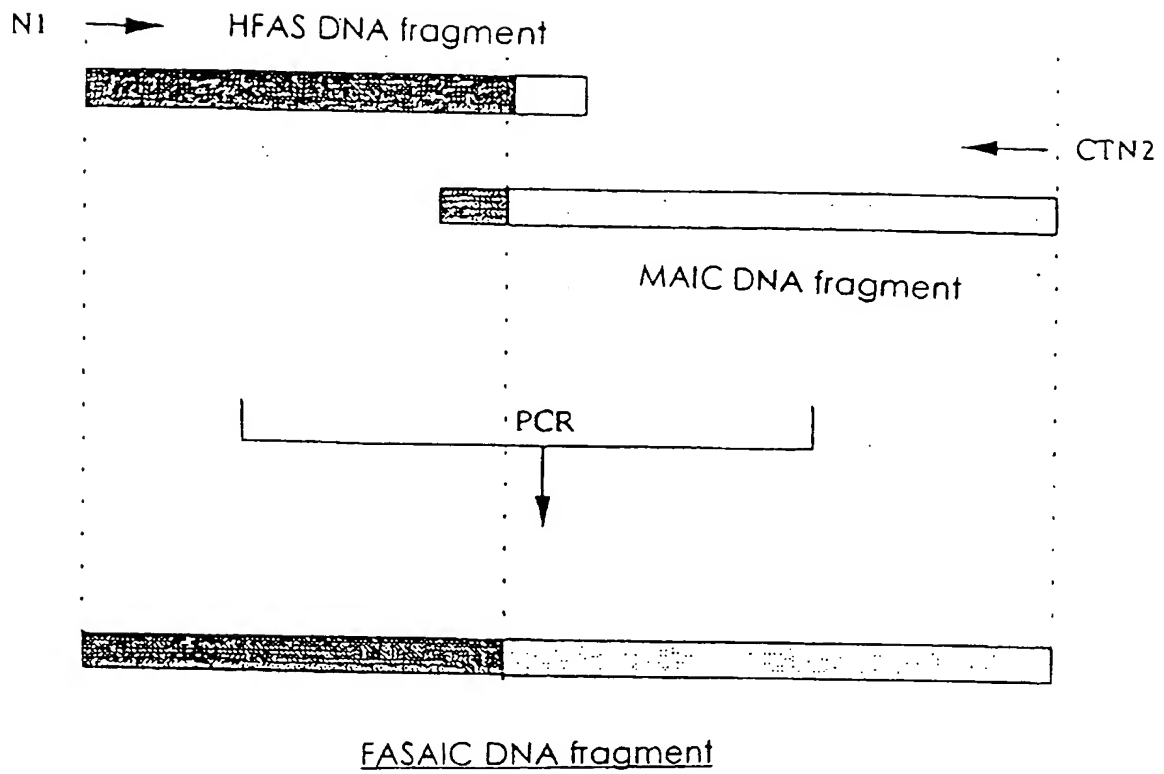 N1
HFAS DNA fragment
CTN2
MAIC DNA fragment
PCR
FASAIC DNA fragment